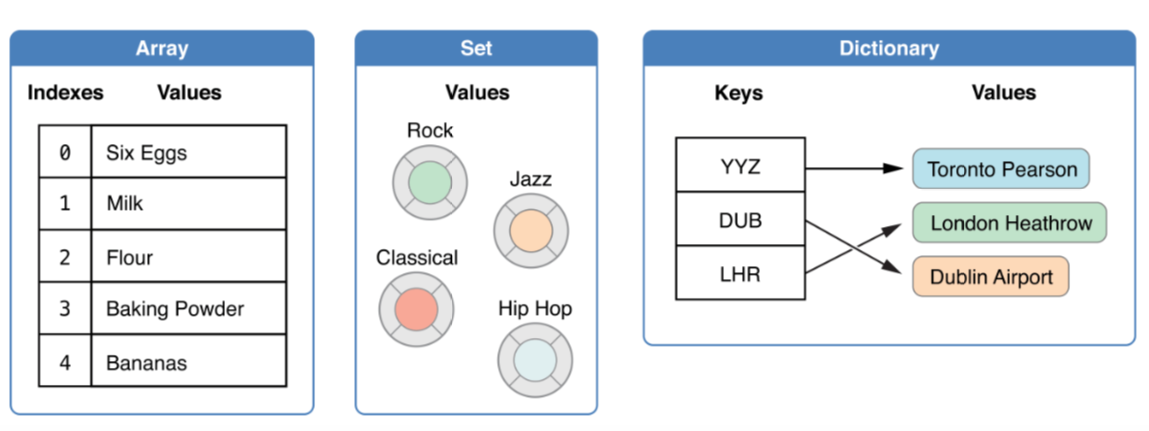 Array
Indexes Values
0 Six Eggs
1 Milk
2 Flour
3 Baking Powder
4 Bananas
Set
Values
Rock
Jazz
Classical
Hip Hop
Dictionary
Keys Values
YYZ Toronto Pearson
DUB London Heathrow
LHR Dublin Airport